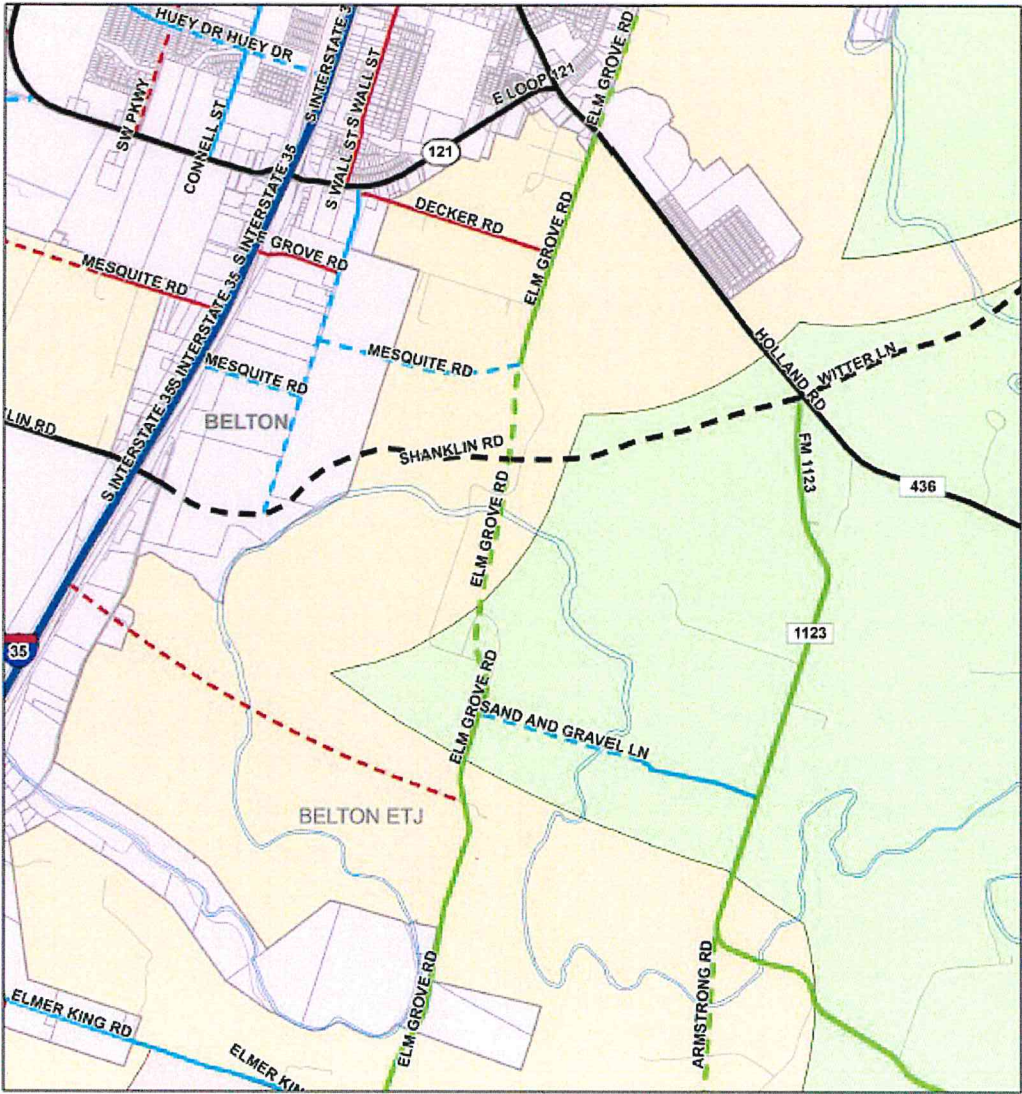 HUEY DR HUEY DR
S INTERSTATE 3
ELM GROVE RD
SW PKWY
CONNELL ST
S WALL ST S WALL ST
E LOOP 121
ELM GROVE RD
121
S INTERSTATE 35
S INTERSTATE 35
DECKER RD
E GROVE RD
ELM GROVE RD
MESQUITE RD
S INTERSTATE 35
MESQUITE RD
MESQUITE RD
HOLLAND RD
WITTER LN
BELTON
KLIN RD
S INTERSTATE 35
SHANKLIN RD
FM 1123
436
ELM GROVE RD
35
1123
ELM GROVE RD
SAND AND GRAVEL LN
BELTON ETJ
ELM GROVE RD
ARMSTRONG RD
ELMER KING RD
ELMER KIN